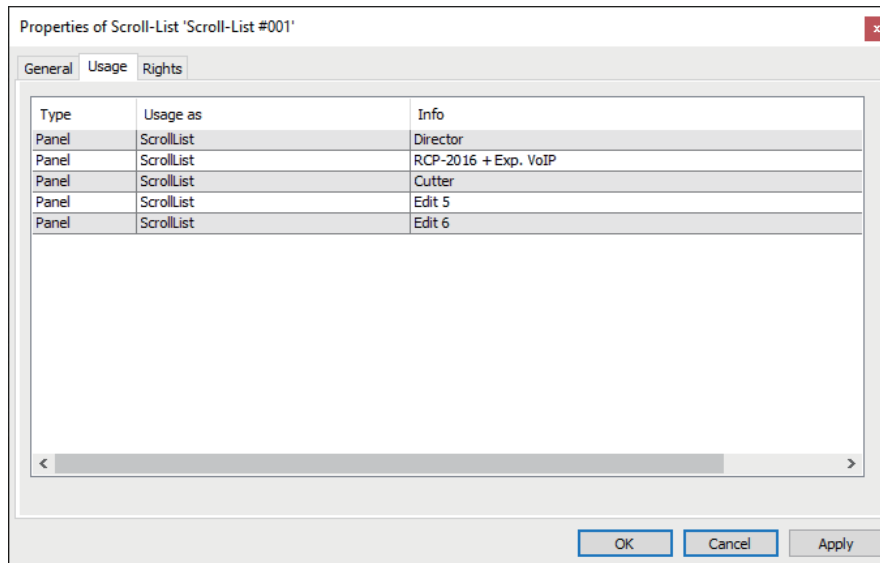 Properties of Scroll-List 'Scroll-List #001'
x
General Usage Rights
Type Usage as Info
Panel ScrollList Director
Panel ScrollList RCP-2016 + Exp. VoIP
Panel ScrollList Cutter
Panel ScrollList Edit 5
Panel ScrollList Edit 6
OK Cancel Apply